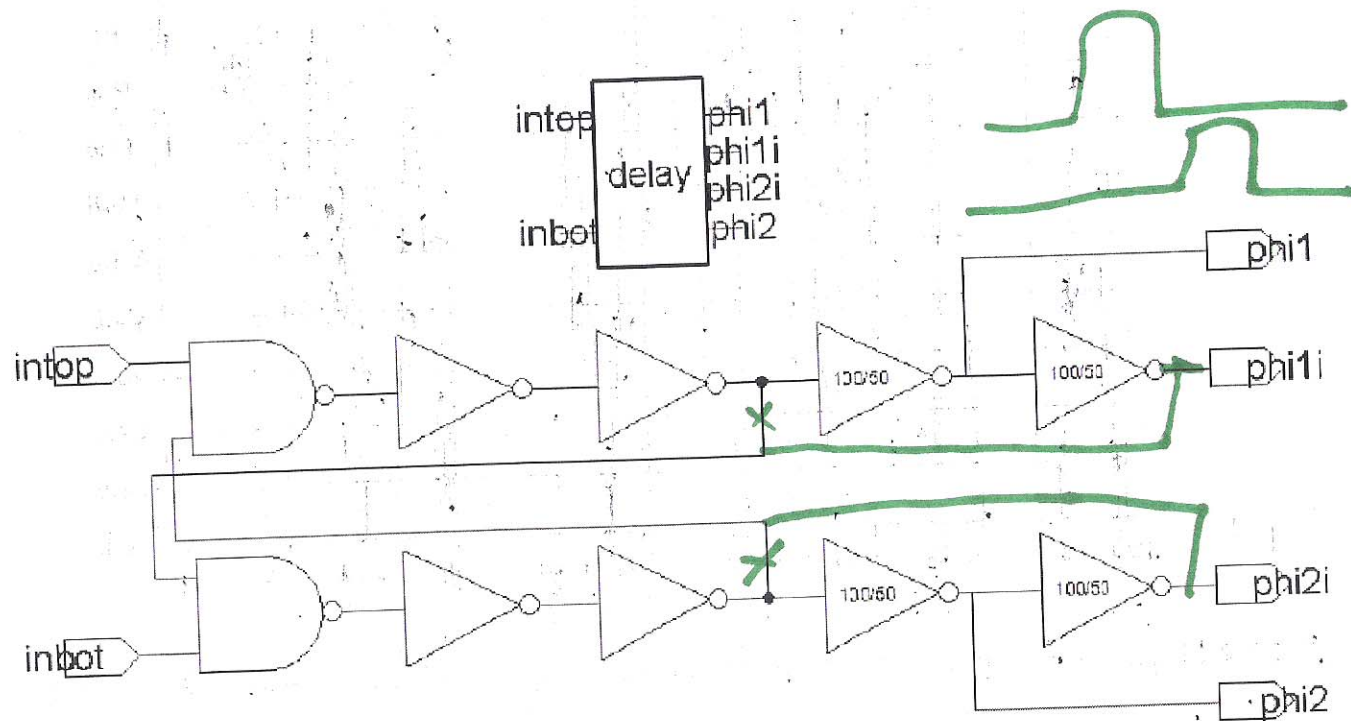 intop phi1
phi1i
delay
phi2i
inbot phi2
phi1
intop 100/50 100/50 phi1i
inbot 100/50 100/50 phi2i
phi2